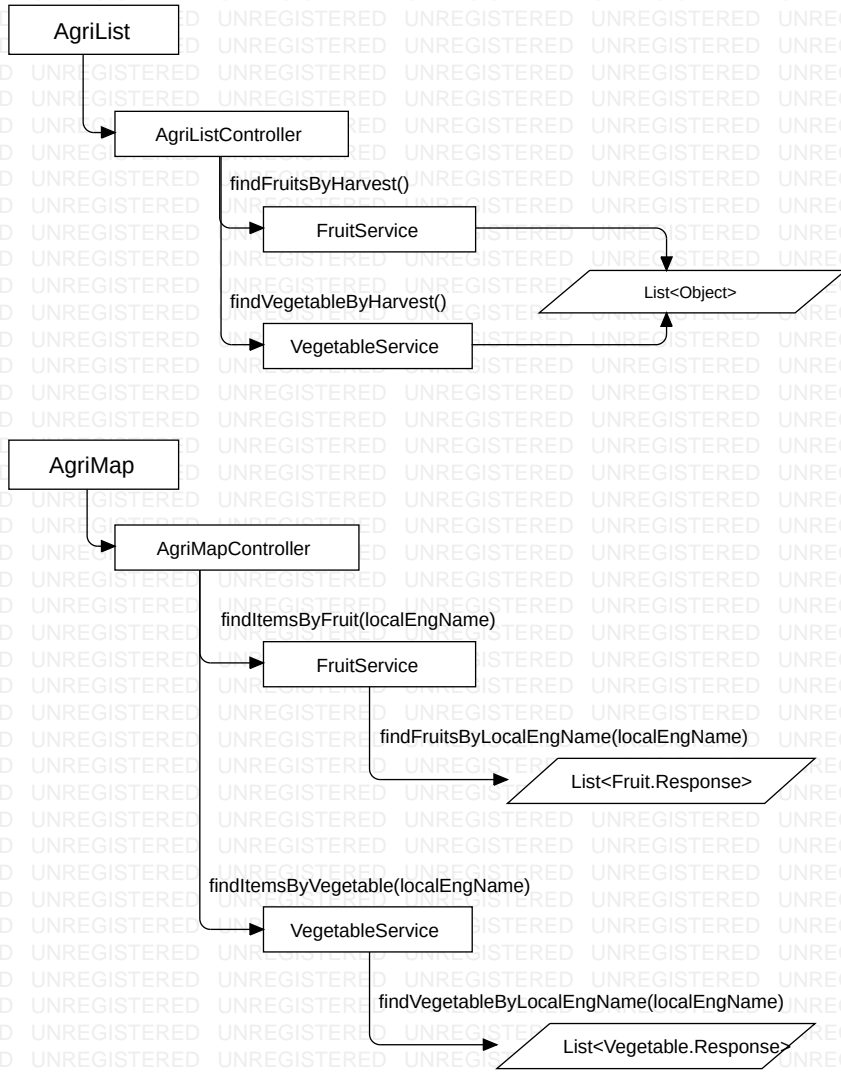 AgriList
AgriListController
findFruitsByHarvest()
FruitService
List<Object>
findVegetableByHarvest()
VegetableService
AgriMap
AgriMapController
findItemsByFruit(localEngName)
FruitService
findFruitsByLocalEngName(localEngName)
List<Fruit.Response>
findItemsByVegetable(localEngName)
VegetableService
findVegetableByLocalEngName(localEngName)
List<Vegetable.Response>
UNREGISTERED